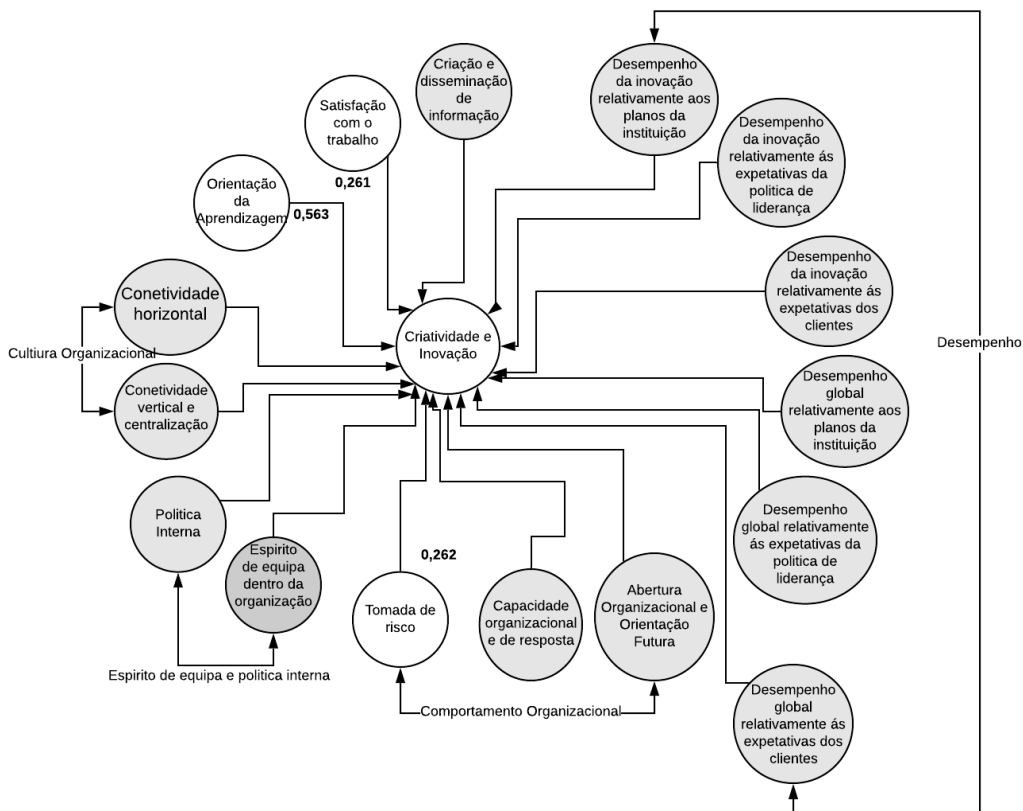 Criação e
disseminação
de
informação
Desempenho
da inovação
relativamente aos
planos da
instituição
Satisfação
com o
trabalho
0,261
Desempenho
da inovação
relativamente ás
expetativas da
politica de
liderança
Orientação
da
Aprendizagem
0,563
Desempenho
da inovação
relativamente ás
expetativas dos
clientes
Conetividade
horizontal
Criatividade e
Inovação
Cultiura Organizacional
Desempenho
Conetividade
vertical e
centralização
Desempenho
global
relativamente aos
planos da
instituição
Politica
Interna
Desempenho
global relativamente
ás expetativas da
politica de
liderança
Espirito
de equipa
dentro da
organização
0,262
Tomada de
risco
Capacidade
organizacional
e de resposta
Abertura
Organizacional e
Orientação
Futura
Espirito de equipa e politica interna
Comportamento Organizacional
Desempenho
global
relativamente ás
expetativas dos
clientes